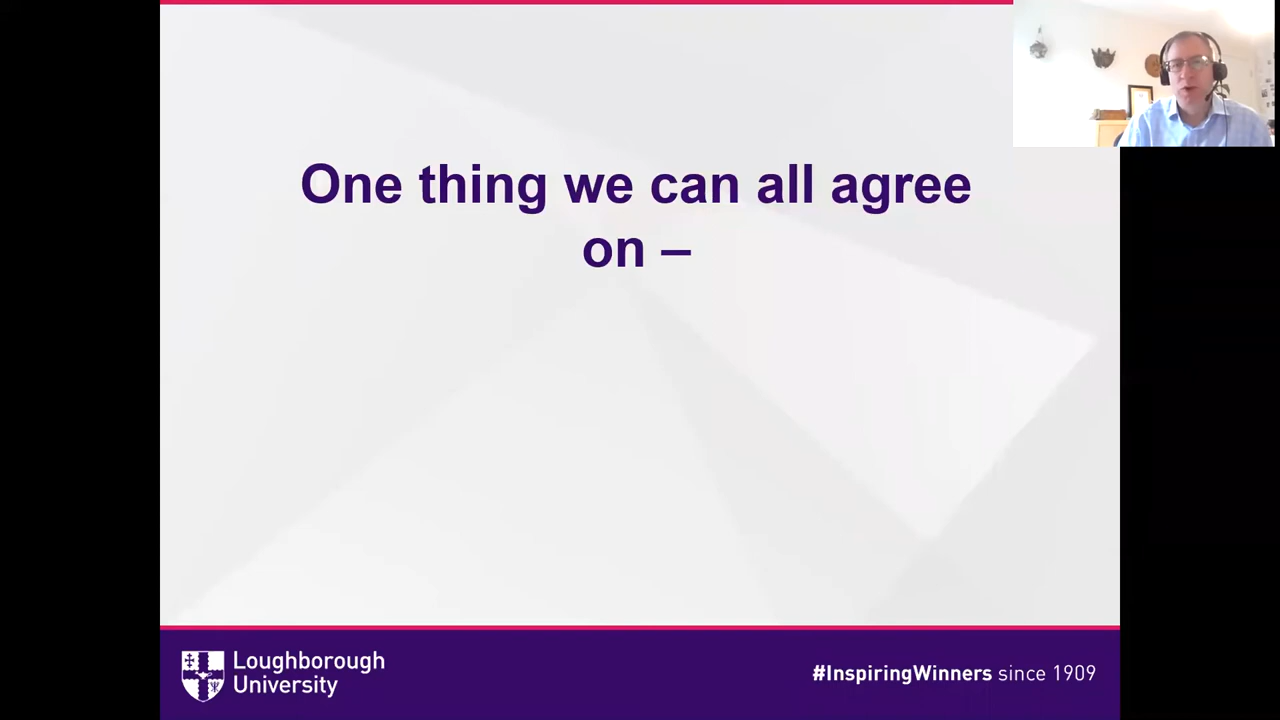 One thing we can all agree
on –
Loughborough
University
#InspiringWinners since 1909